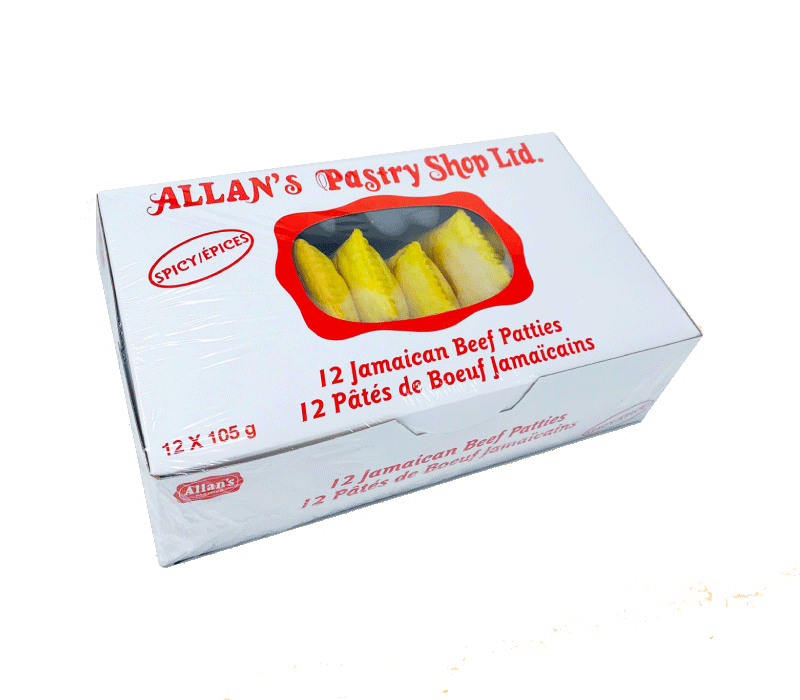 ALLAN'S Pastry Shop Ltd.
SPICY/ÉPICES
12 Jamaican Beef Patties
12 Pâtés de Boeuf Jamaïcains
12 X 105 g
Allan's
12 Jamaican Beef Patties
12 Pâtés de Boeuf Jamaïcains